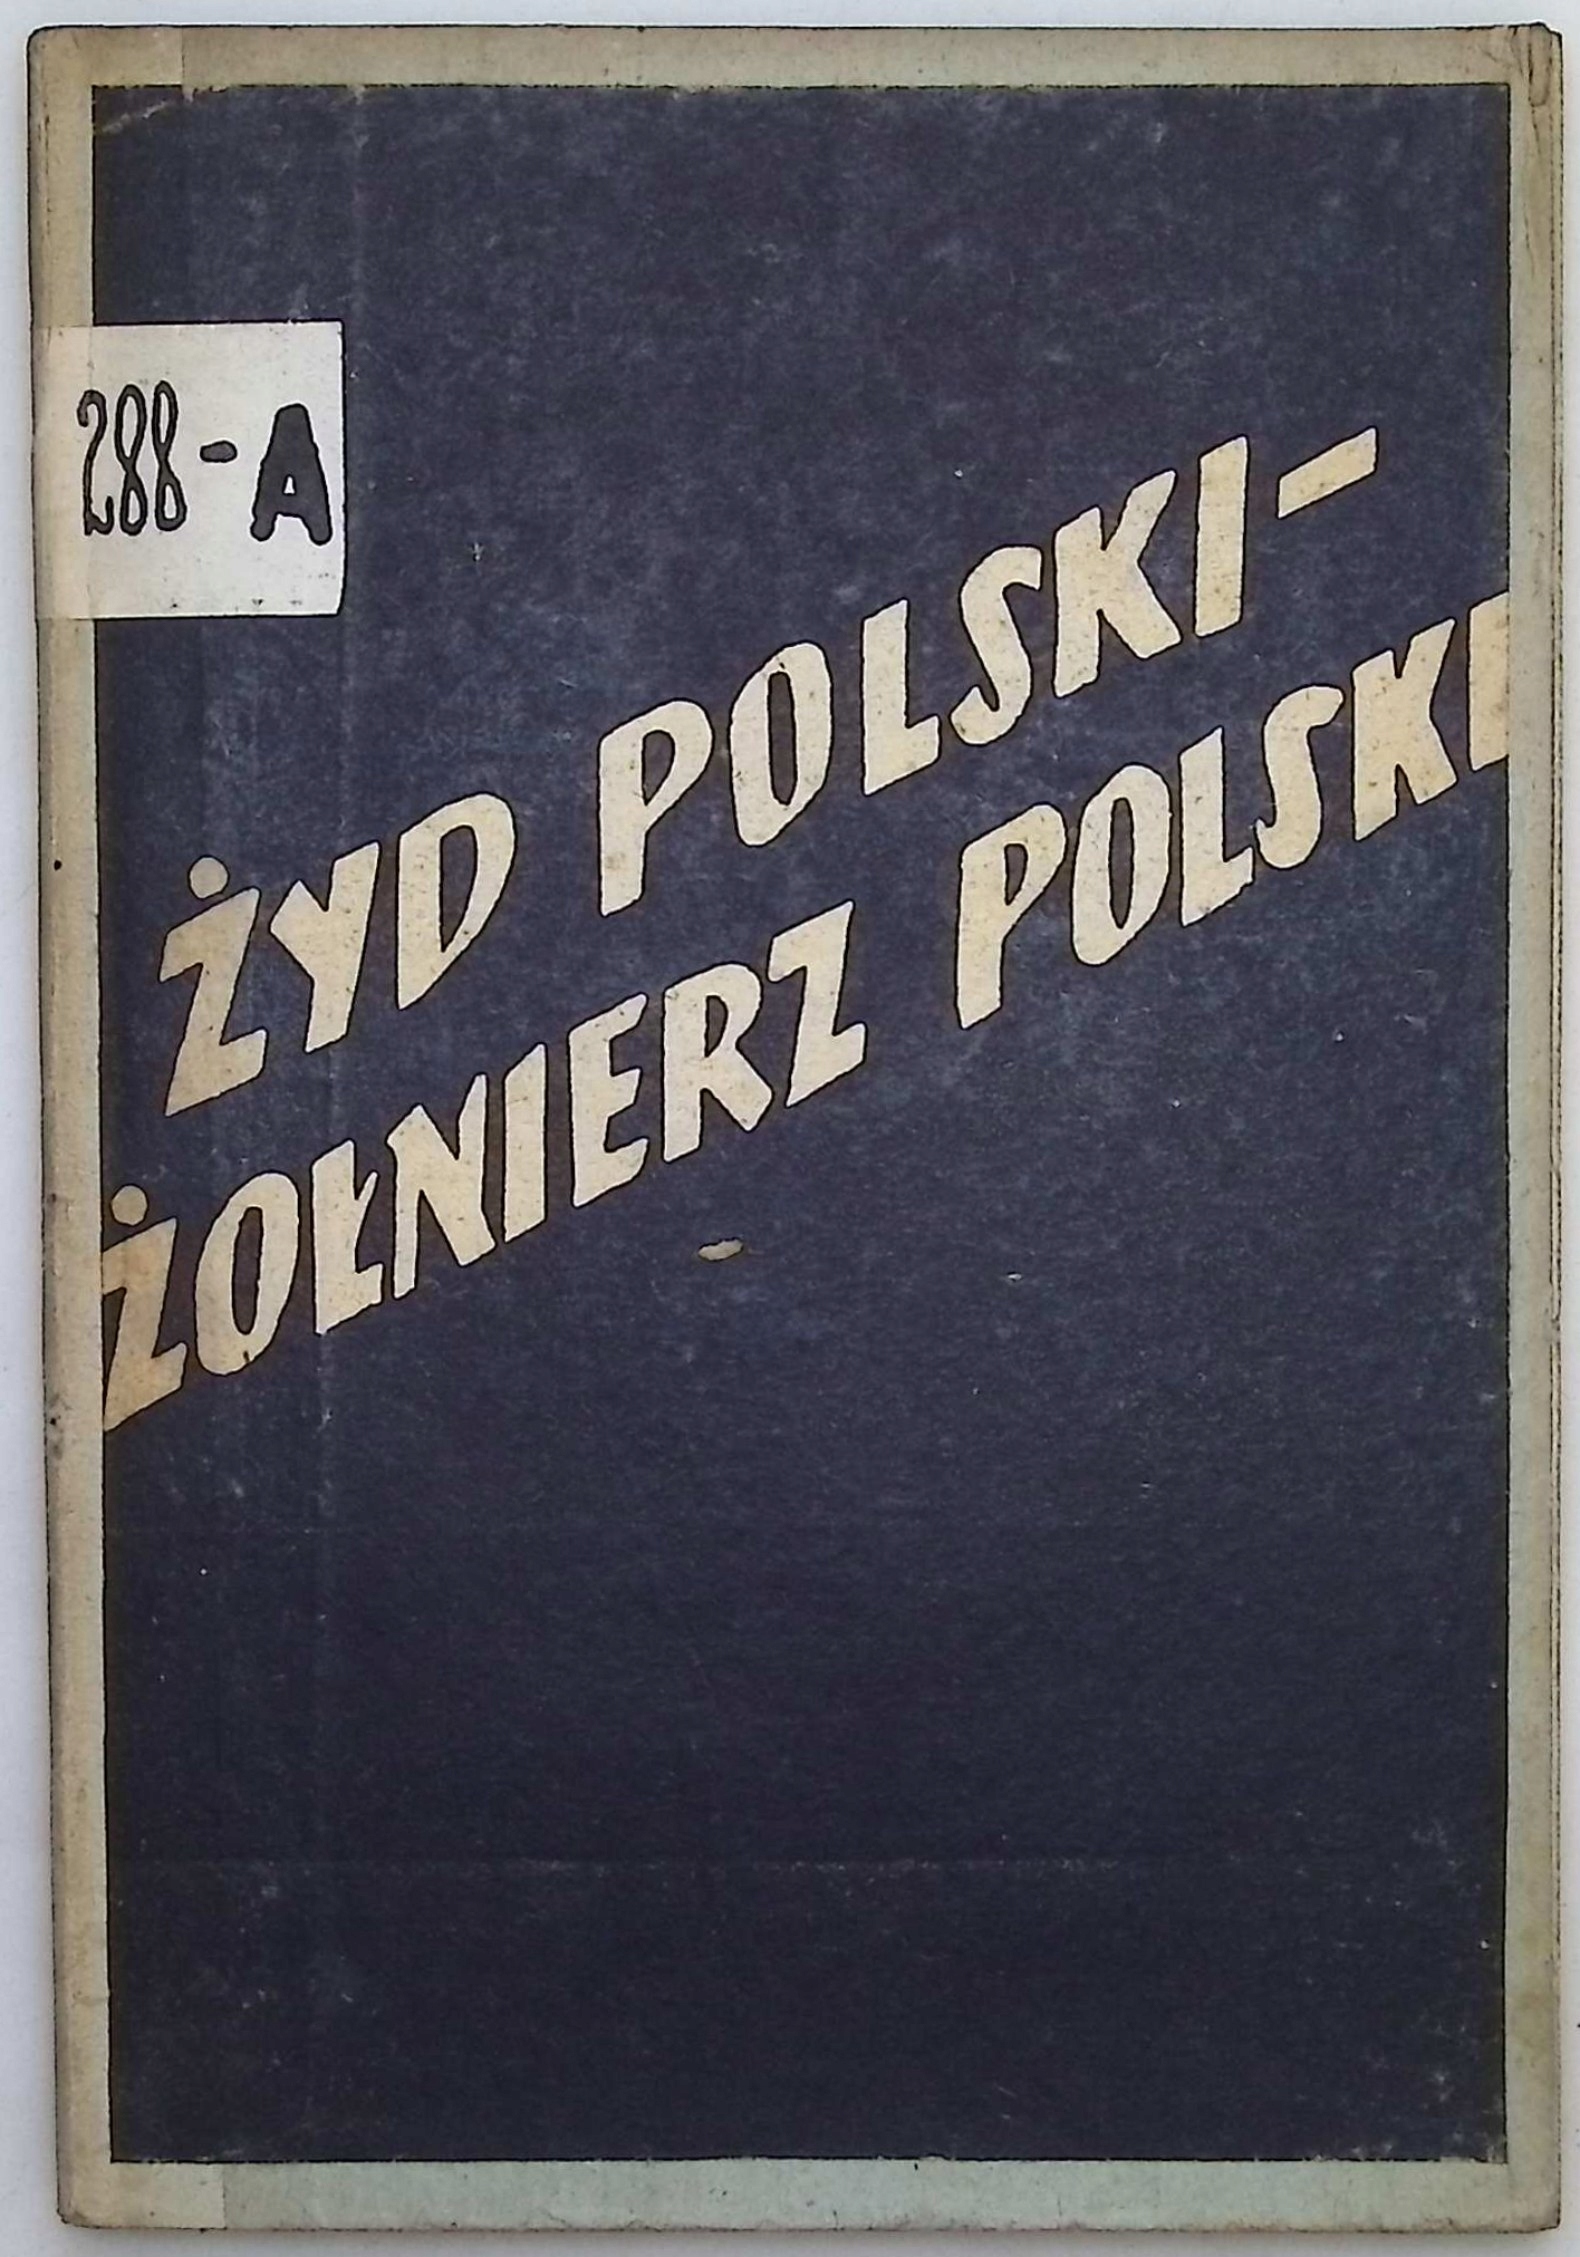 288-A
ŻYD POLSKI-
ŻOŁNIERZ POLSKI